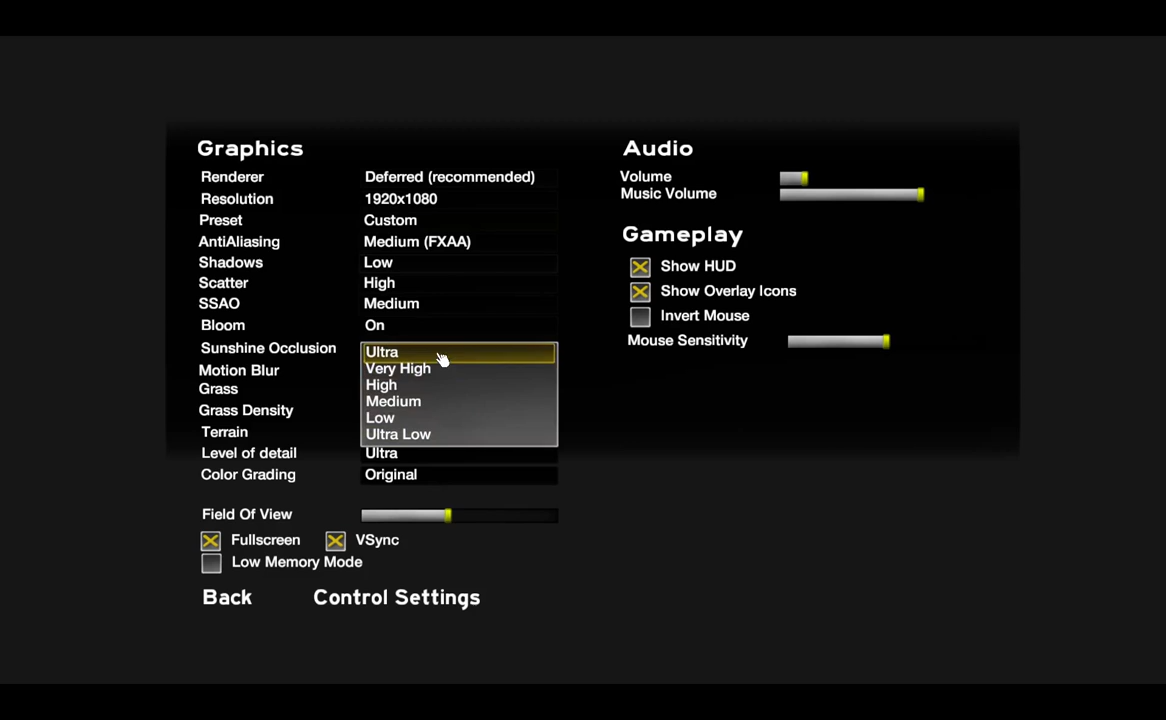 Graphics
Renderer Deferred (recommended)
Resolution 1920x1080
Preset Custom
AntiAliasing Medium (FXAA)
Shadows Low
Scatter High
SSAO Medium
Bloom On
Sunshine Occlusion
Motion Blur
Grass
Grass Density
Terrain
Ultra
Very High
High
Medium
Low
Ultra Low
Level of detail Ultra
Color Grading Original
Field Of View
Fullscreen VSync
Low Memory Mode
Back Control Settings
Audio
Volume
Music Volume
Gameplay
Show HUD
Show Overlay Icons
Invert Mouse
Mouse Sensitivity